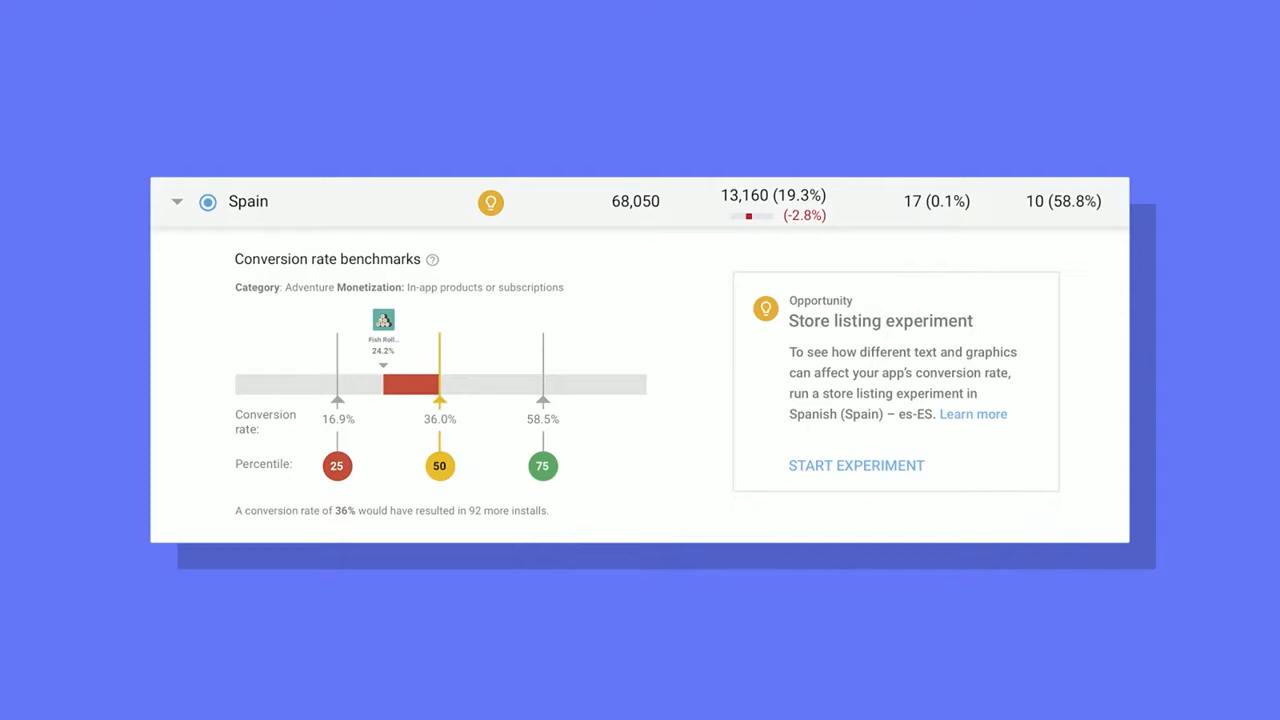 Spain
68,050
13,160 (19.3%)
(-2.8%)
17 (0.1%)
10 (58.8%)
Conversion rate benchmarks ?
Category: Adventure Monetization: In-app products or subscriptions
Fish Roll...
24.2%
Conversion
rate:
16.9%
36.0%
58.5%
Percentile:
25
50
75
A conversion rate of 36% would have resulted in 92 more installs.
Opportunity
Store listing experiment
To see how different text and graphics
can affect your app's conversion rate,
run a store listing experiment in
Spanish (Spain) – es-ES. Learn more
START EXPERIMENT